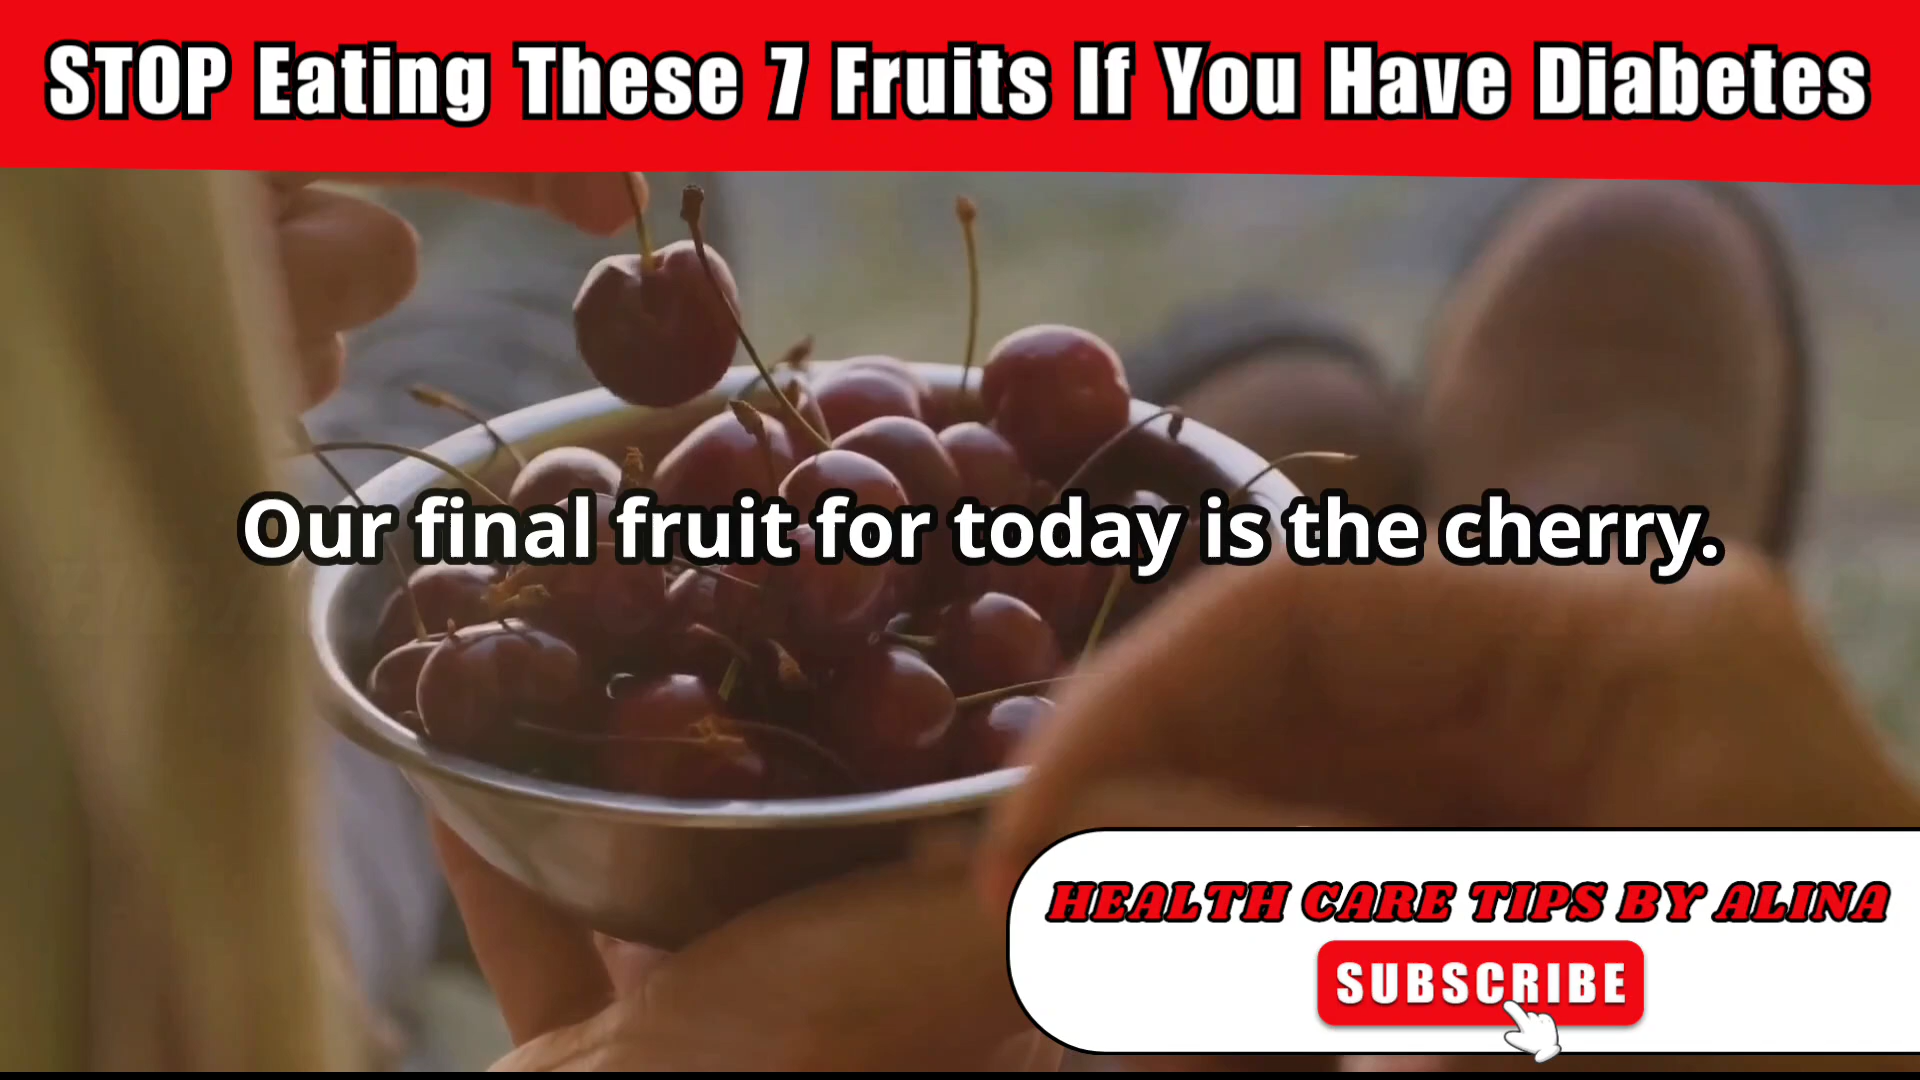 STOP Eating These 7 Fruits If You Have Diabetes
Our final fruit for today is the cherry.
HEALTH CARE TIPS BY ALINA
SUBSCRIBE